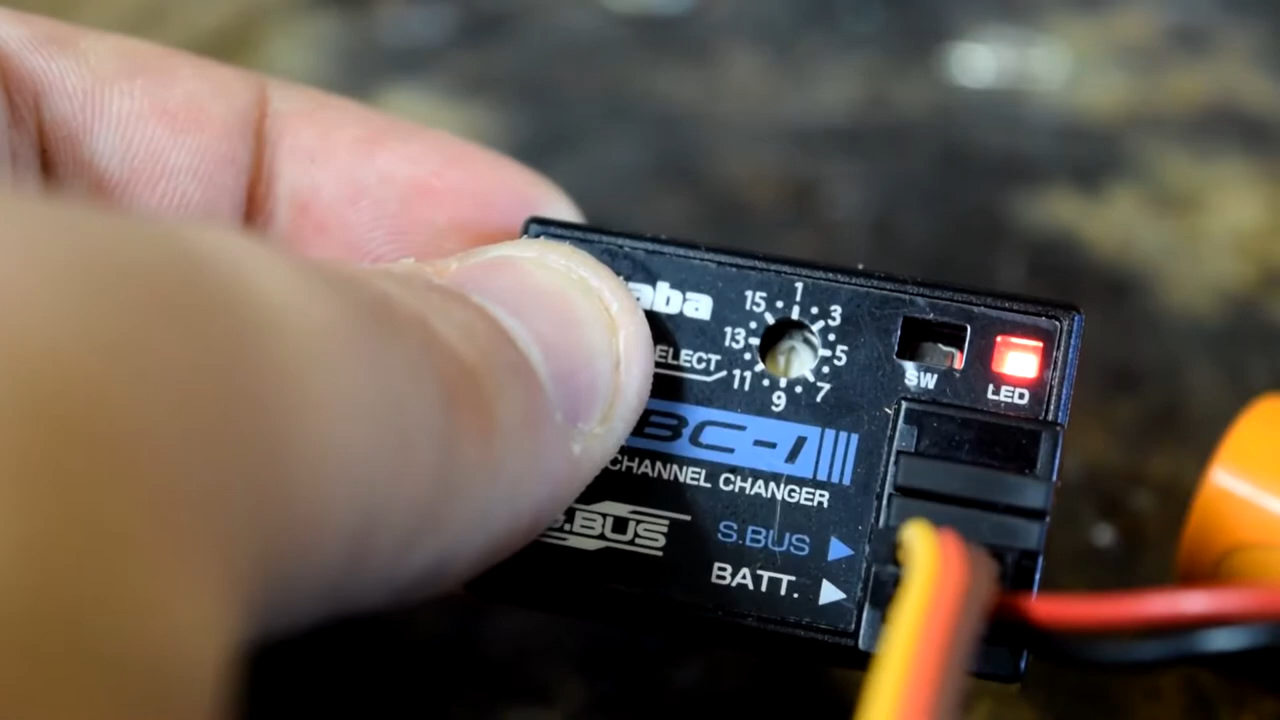 aba
1
15 3
13 5
ELECT
11 7
9
SW
LED
BC-1
CHANNEL CHANGER
S.BUS
S.BUS
BATT.